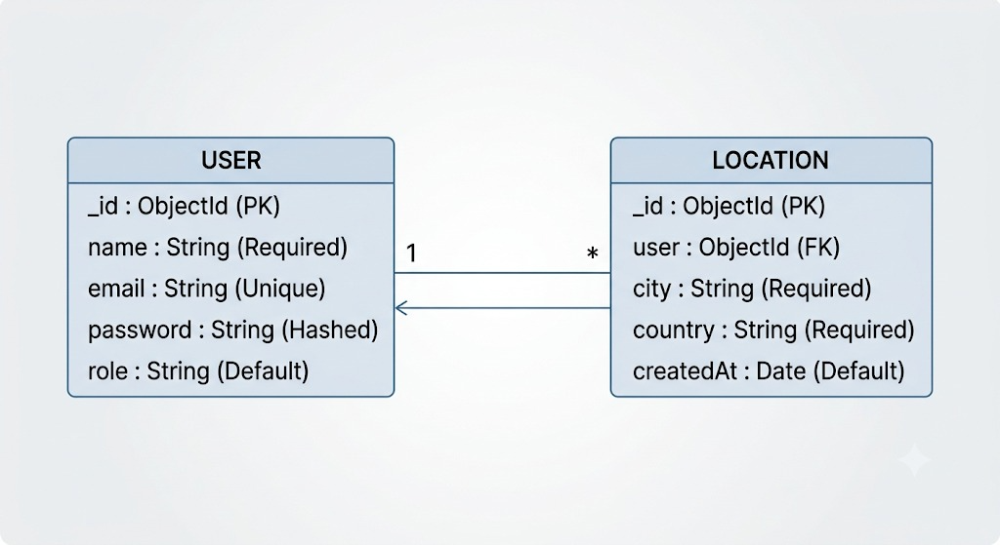 USER
_id : ObjectId (PK)
name : String (Required)
email : String (Unique)
password : String (Hashed)
role : String (Default)
1
*
LOCATION
_id : ObjectId (PK)
user : ObjectId (FK)
city : String (Required)
country : String (Required)
createdAt : Date (Default)